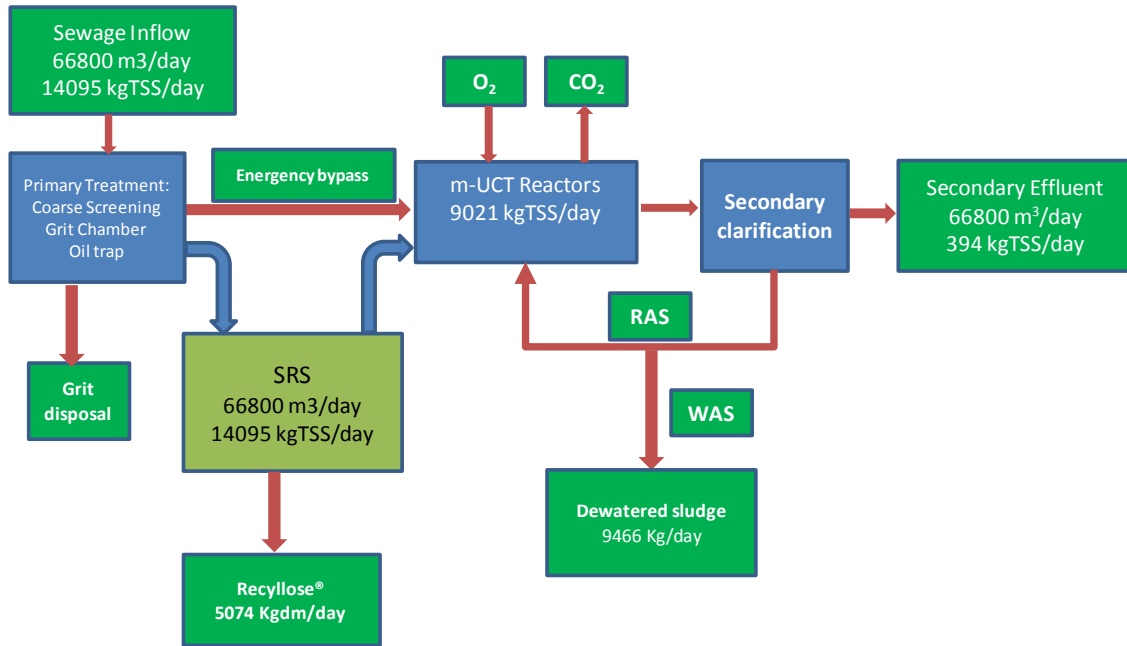 Sewage Inflow
66800 m3/day
14095 kgTSS/day
O₂
CO₂
Primary Treatment:
Coarse Screening
Grit Chamber
Oil trap
Energency bypass
m-UCT Reactors
9021 kgTSS/day
Secondary
clarification
Secondary Effluent
66800 m³/day
394 kgTSS/day
RAS
Grit
disposal
SRS
66800 m3/day
14095 kgTSS/day
WAS
Dewatered sludge
9466 Kg/day
Recyllose®
5074 Kgdm/day